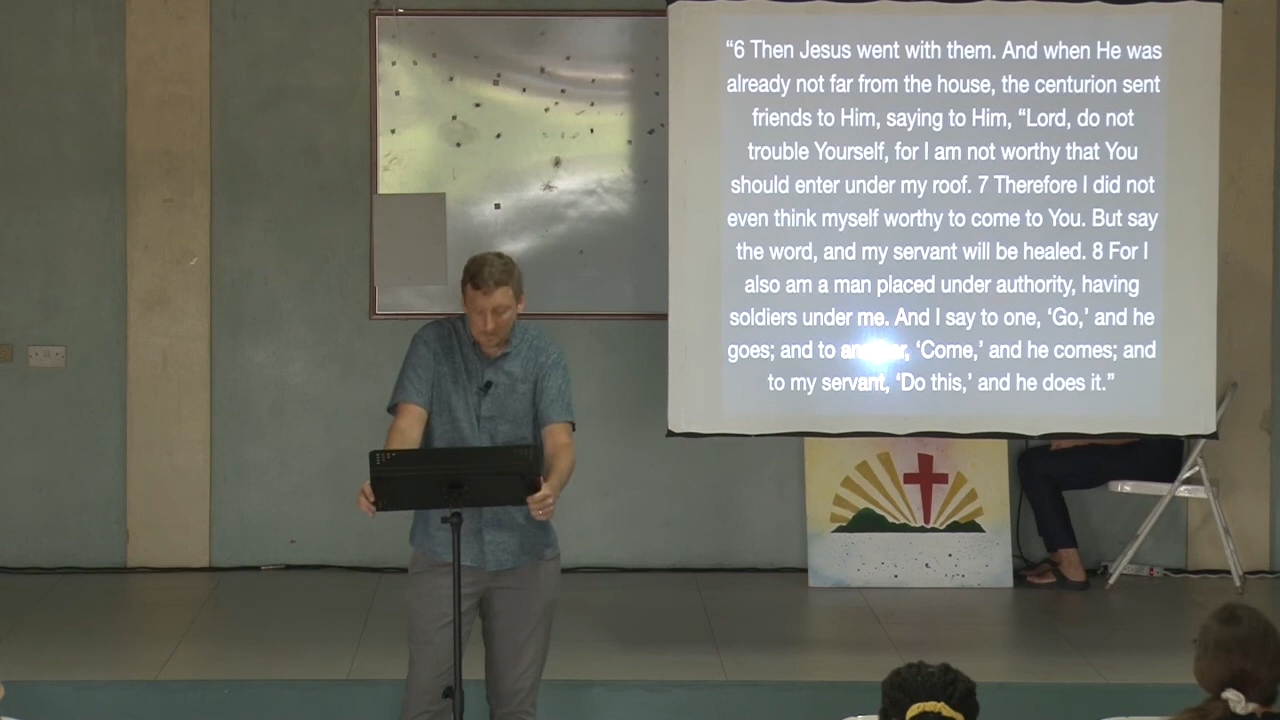 “6 Then Jesus went with them. And when He was
already not far from the house, the centurion sent
friends to Him, saying to Him, “Lord, do not
trouble Yourself, for I am not worthy that You
should enter under my roof. 7 Therefore I did not
even think myself worthy to come to You. But say
the word, and my servant will be healed. 8 For I
also am a man placed under authority, having
soldiers under me. And I say to one, ‘Go,’ and he
goes; and to ‘Come,’ and he comes; and
to my servant, ‘Do this,’ and he does it.”